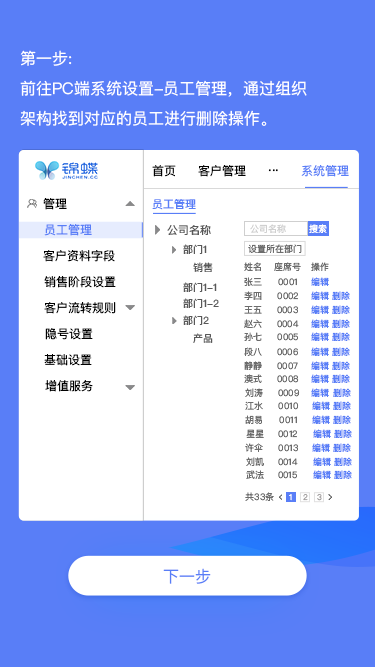 第一步:
前往PC端系统设置-员工管理，通过组织
架构找到对应的员工进行删除操作。
锦蝶
JINCHEN.CC
首页 客户管理 ··· 系统管理
管理
员工管理
客户资料字段
销售阶段设置
客户流转规则
隐号设置
基础设置
增值服务
员工管理
公司名称
部门1
销售
部门1-1
部门1-2
部门2
产品
公司名称 搜索
设置所在部门
姓名 座席号 操作
张三 0001 编辑
李四 0002 编辑 删除
王五 0003 编辑 删除
赵六 0004 编辑 删除
孙七 0005 编辑 删除
段八 0006 编辑 删除
静静 0007 编辑 删除
澳式 0008 编辑 删除
刘涛 0009 编辑 删除
江水 0010 编辑 删除
胡易 0011 编辑 删除
星星 0012 编辑 删除
许伞 0013 编辑 删除
刘凯 0014 编辑 删除
武法 0015 编辑 删除
共33条 < 1 2 3 >
下一步